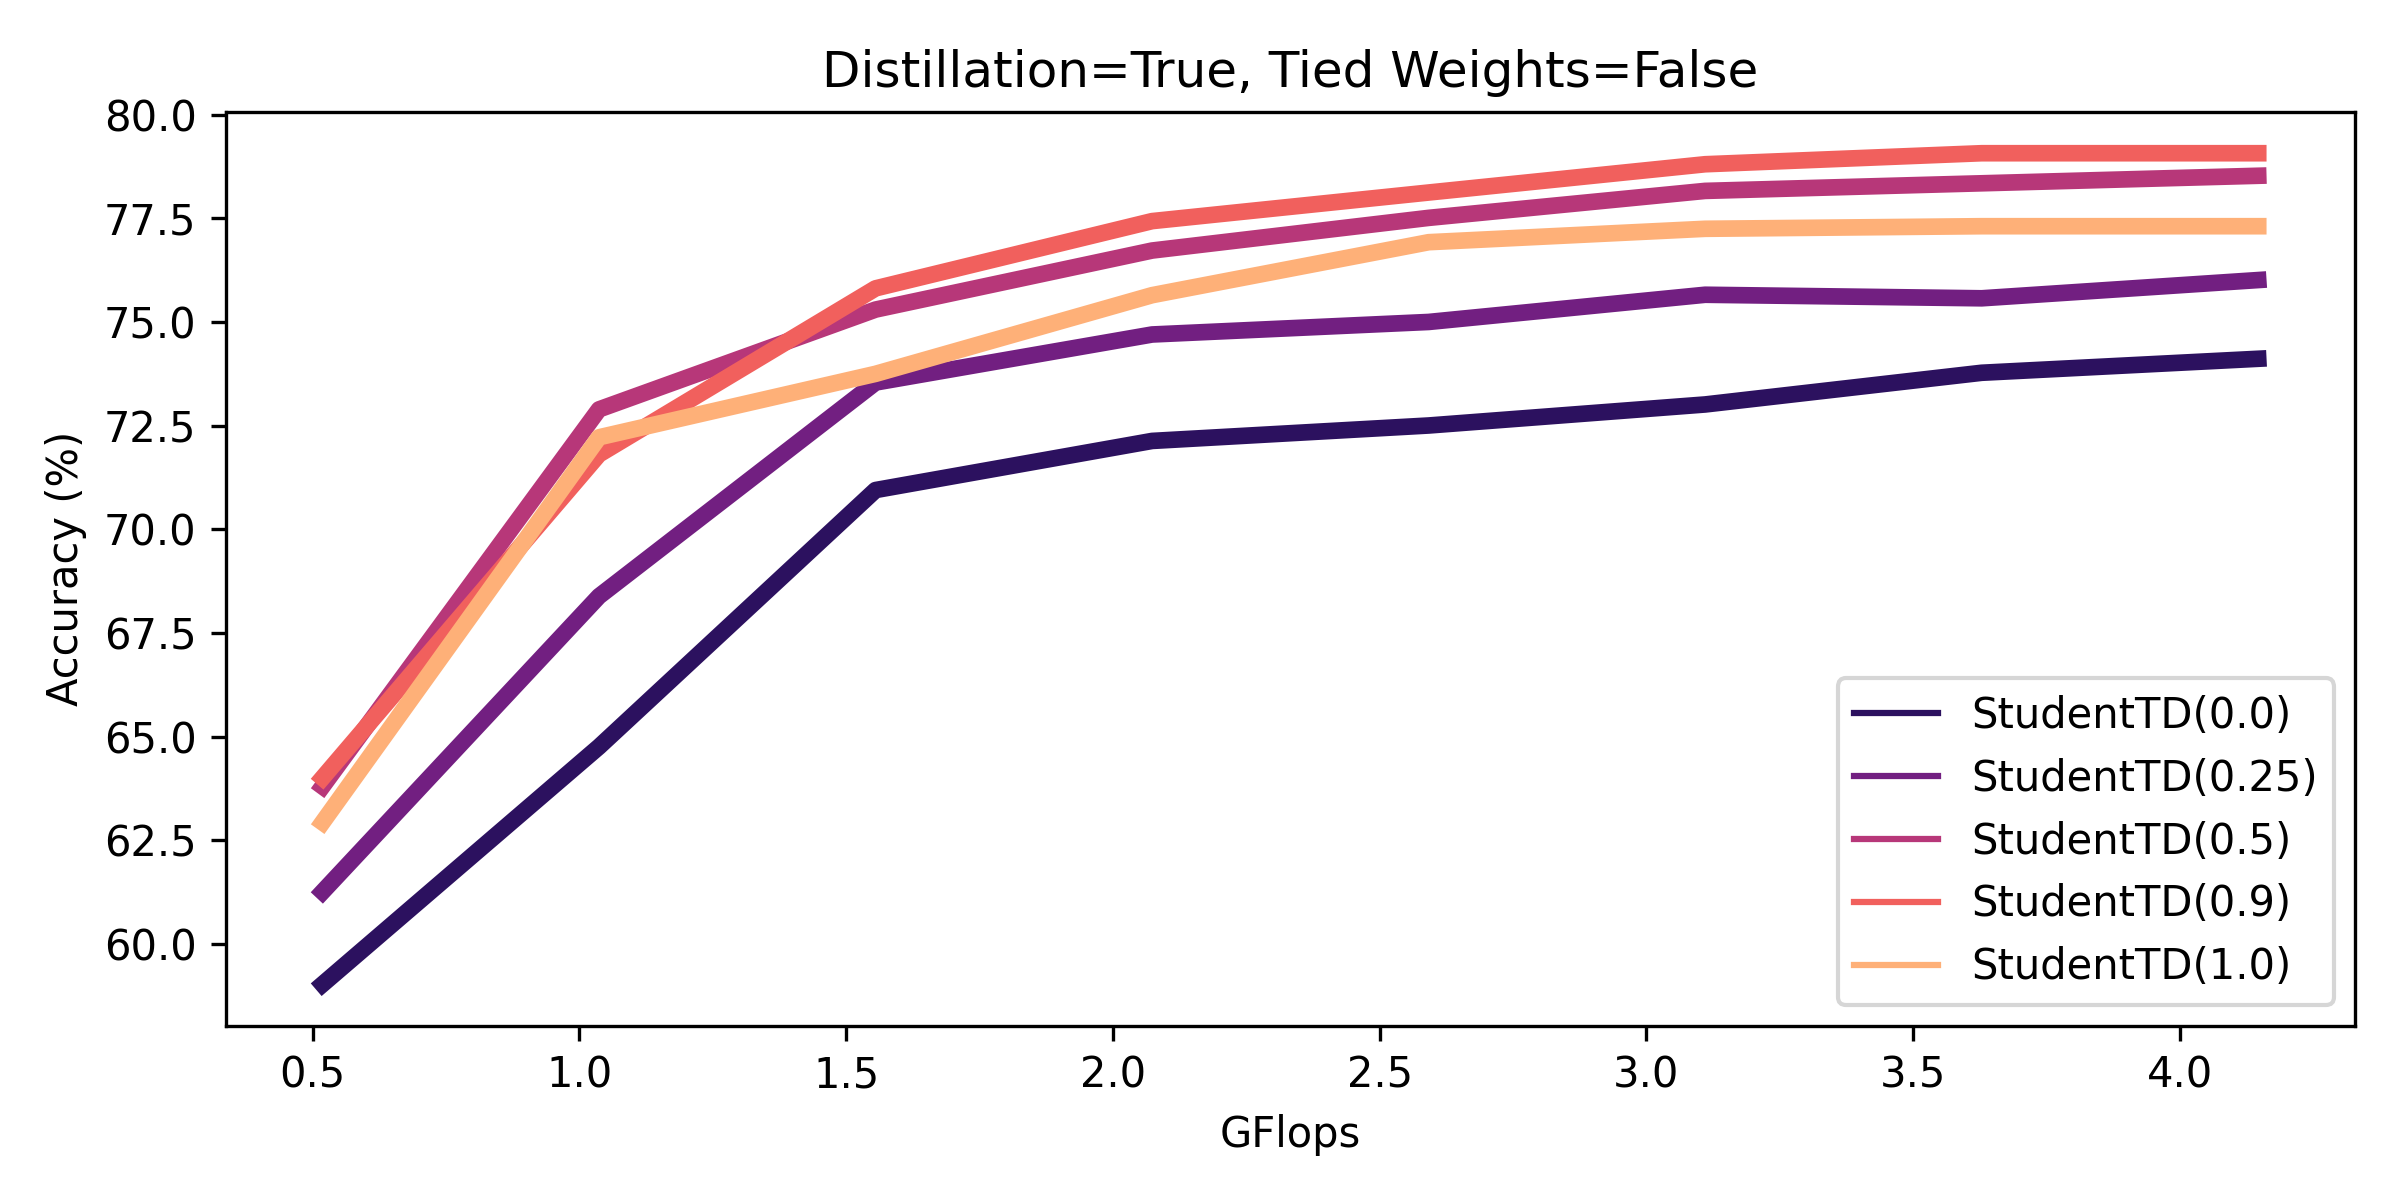 Distillation=True, Tied Weights=False
80.0
77.5
75.0
72.5
70.0
67.5
65.0
62.5
60.0
Accuracy (%)
StudentTD(0.0)
StudentTD(0.25)
StudentTD(0.5)
StudentTD(0.9)
StudentTD(1.0)
0.5 1.0 1.5 2.0 2.5 3.0 3.5 4.0
GFlops